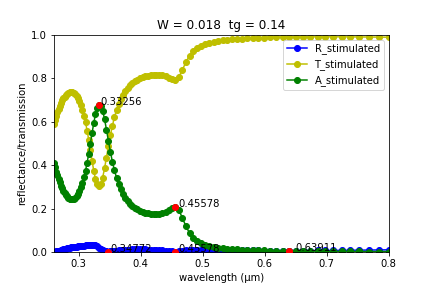 W = 0.018  tg = 0.14
reflectance/transmission
1.0
0.8
0.6
0.4
0.2
0.0
R_stimulated
T_stimulated
A_stimulated
0.33256
0.45578
0.34772
0.63911
0.3
0.4
0.5
0.6
0.7
0.8
wavelength (μm)